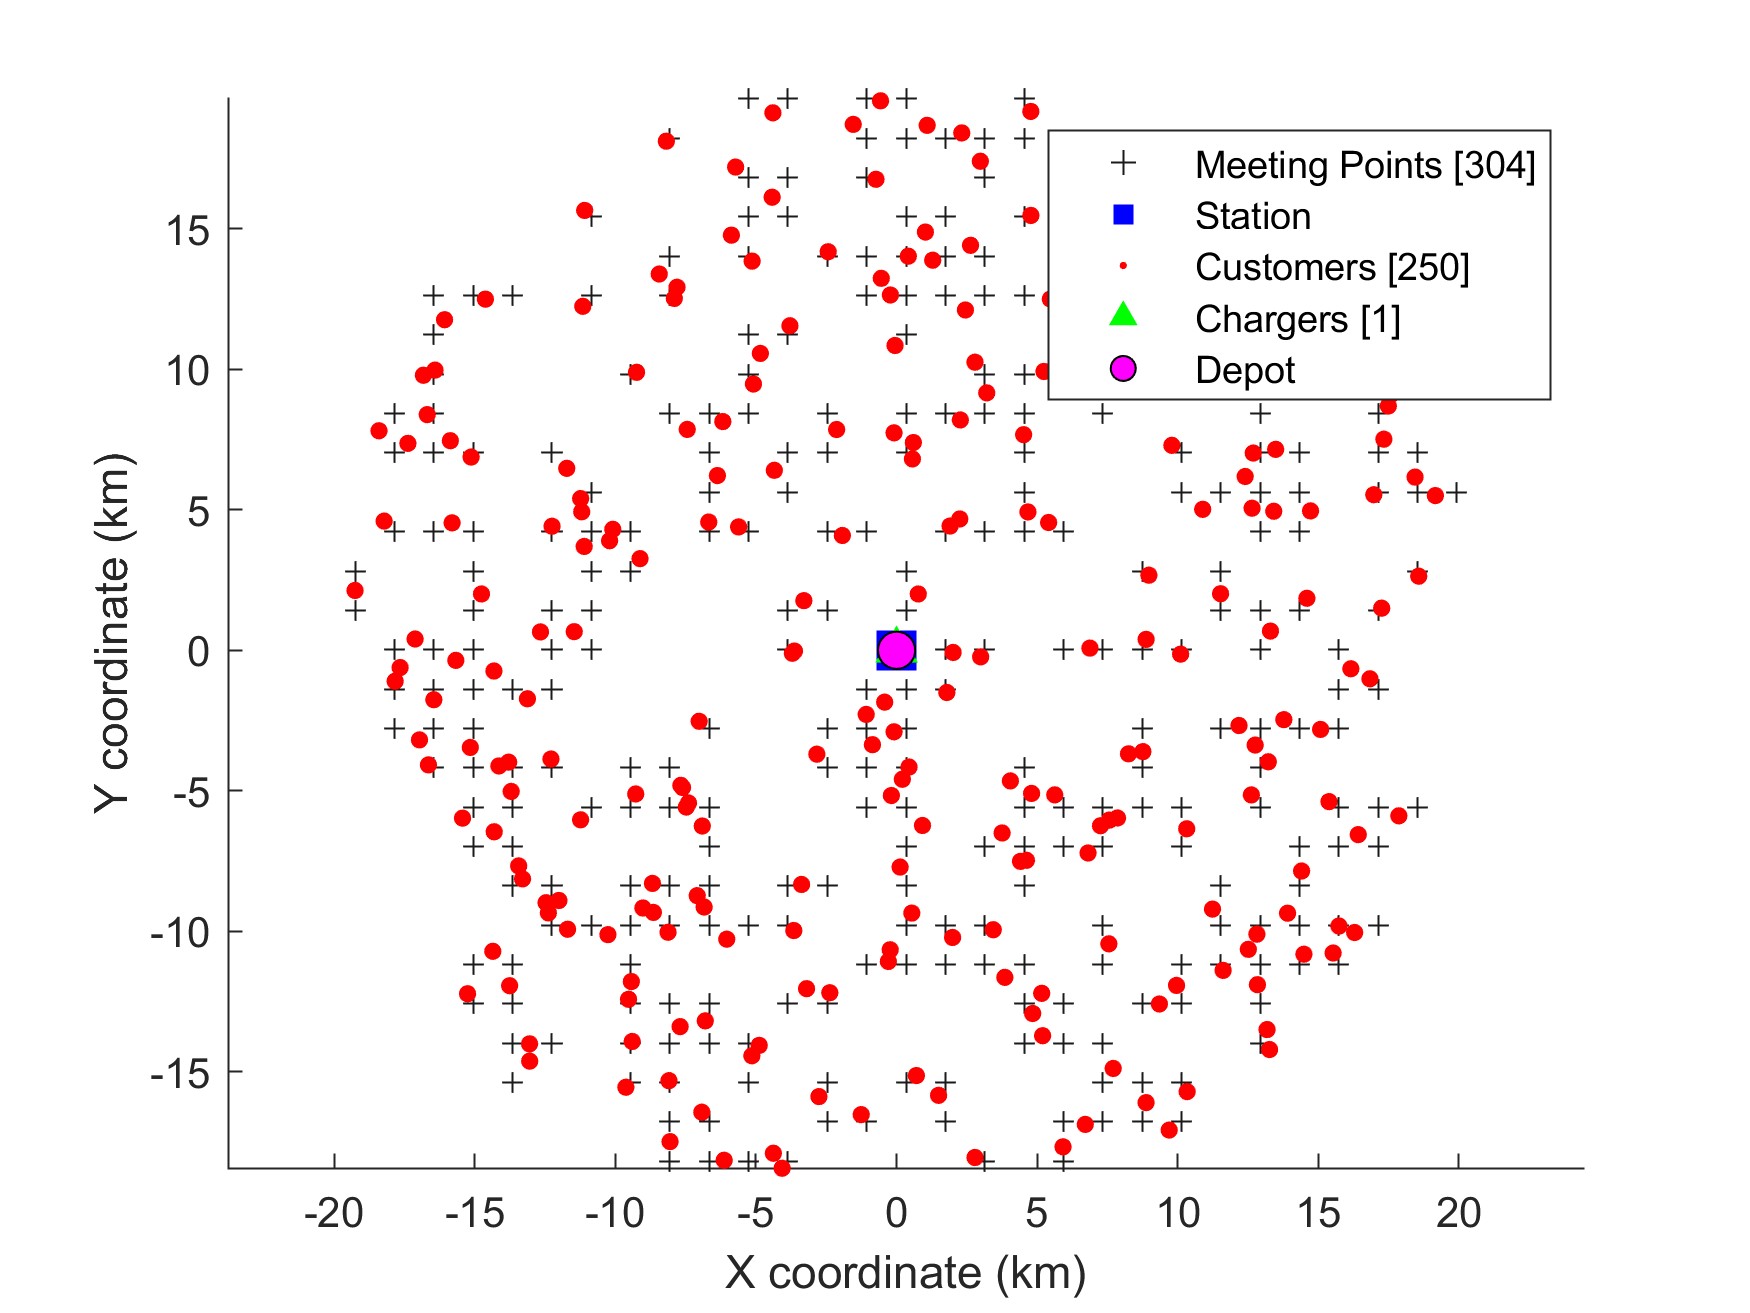 Meeting Points [304]
Station
Customers [250]
Chargers [1]
Depot
15
10
5
0
-5
-10
-15
Y coordinate (km)
-20 -15 -10 -5 0 5 10 15 20
X coordinate (km)